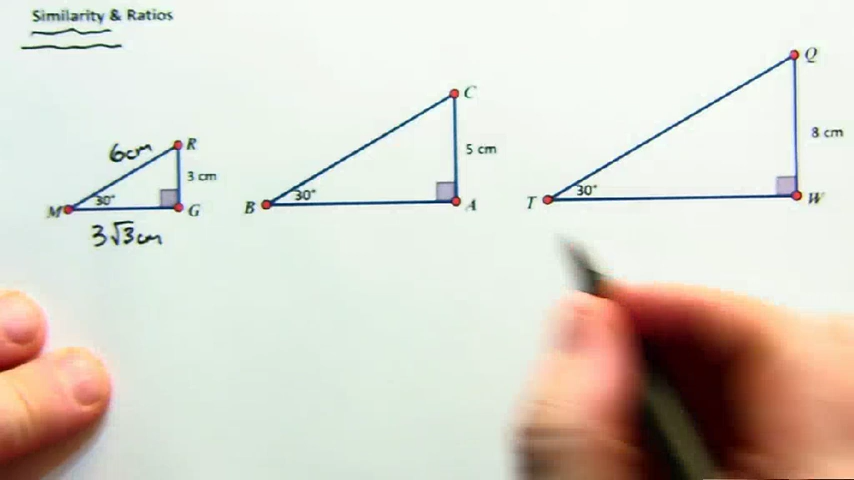 Similarity & Ratios
Q
C
8 cm
6cm
R
5 cm
3 cm
30°
30°
30°
M
G
B
A
T
W
3√3cm